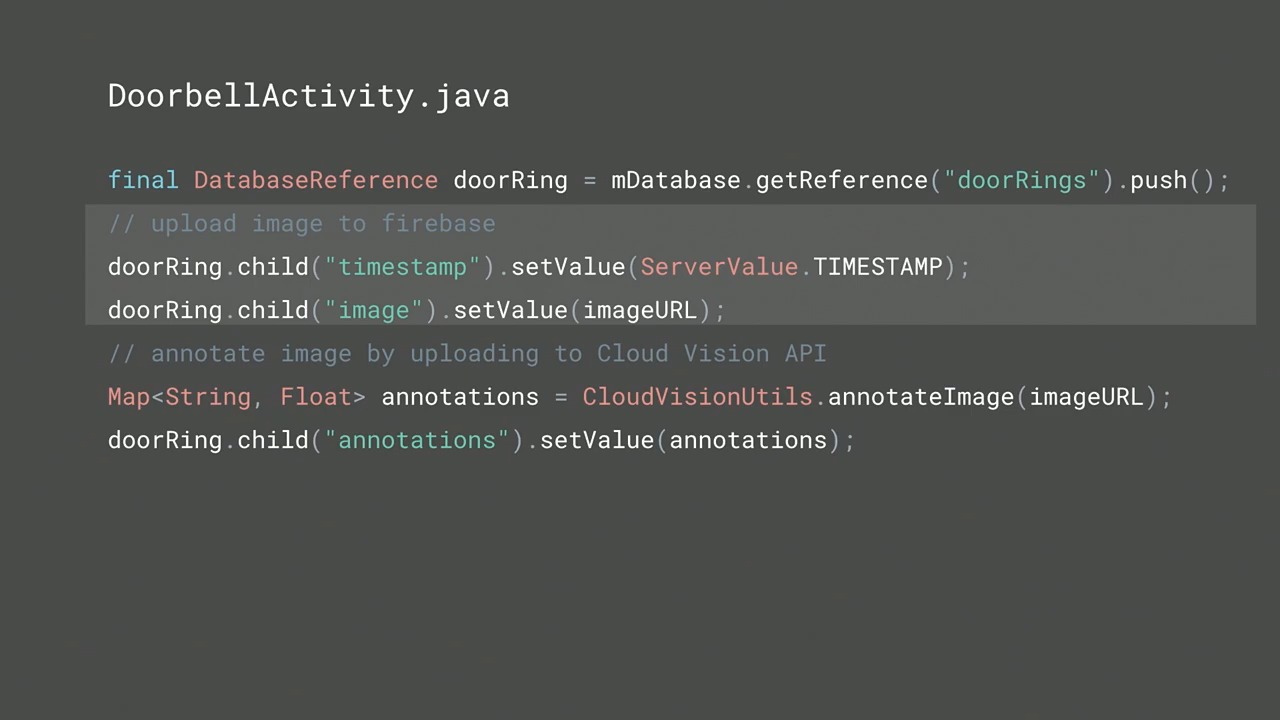 DoorbellActivity.java
final DatabaseReference doorRing = mDatabase.getReference("doorRings").push();
// upload image to firebase
doorRing.child("timestamp").setValue(ServerValue.TIMESTAMP);
doorRing.child("image").setValue(imageURL);
// annotate image by uploading to Cloud Vision API
Map<String, Float> annotations = CloudVisionUtils.annotateImage(imageURL);
doorRing.child("annotations").setValue(annotations);